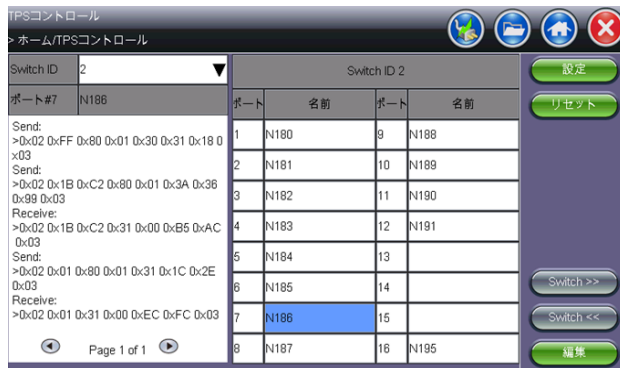 TPSコントロール
> ホーム/TPSコントロール
Switch ID 2
ポート#7 N186
Send:
>0x02 0xFF 0x80 0x01 0x30 0x31 0x18 0
x03
Send:
>0x02 0x1B 0xC2 0x80 0x01 0x3A 0x36
0x99 0x03
Receive:
>0x02 0x1B 0xC2 0x31 0x00 0xB5 0xAC
0x03
Send:
>0x02 0x01 0x80 0x01 0x31 0x1C 0x2E
0x03
Receive:
>0x02 0x01 0x31 0x00 0xEC 0xFC 0x03
Page 1 of 1
Switch ID 2
ポート 名前 ポート 名前
1 N180 9 N188
2 N181 10 N189
3 N182 11 N190
4 N183 12 N191
5 N184 13
6 N185 14
7 N186 15
8 N187 16 N195
設定
リセット
Switch >>
Switch <<
編集